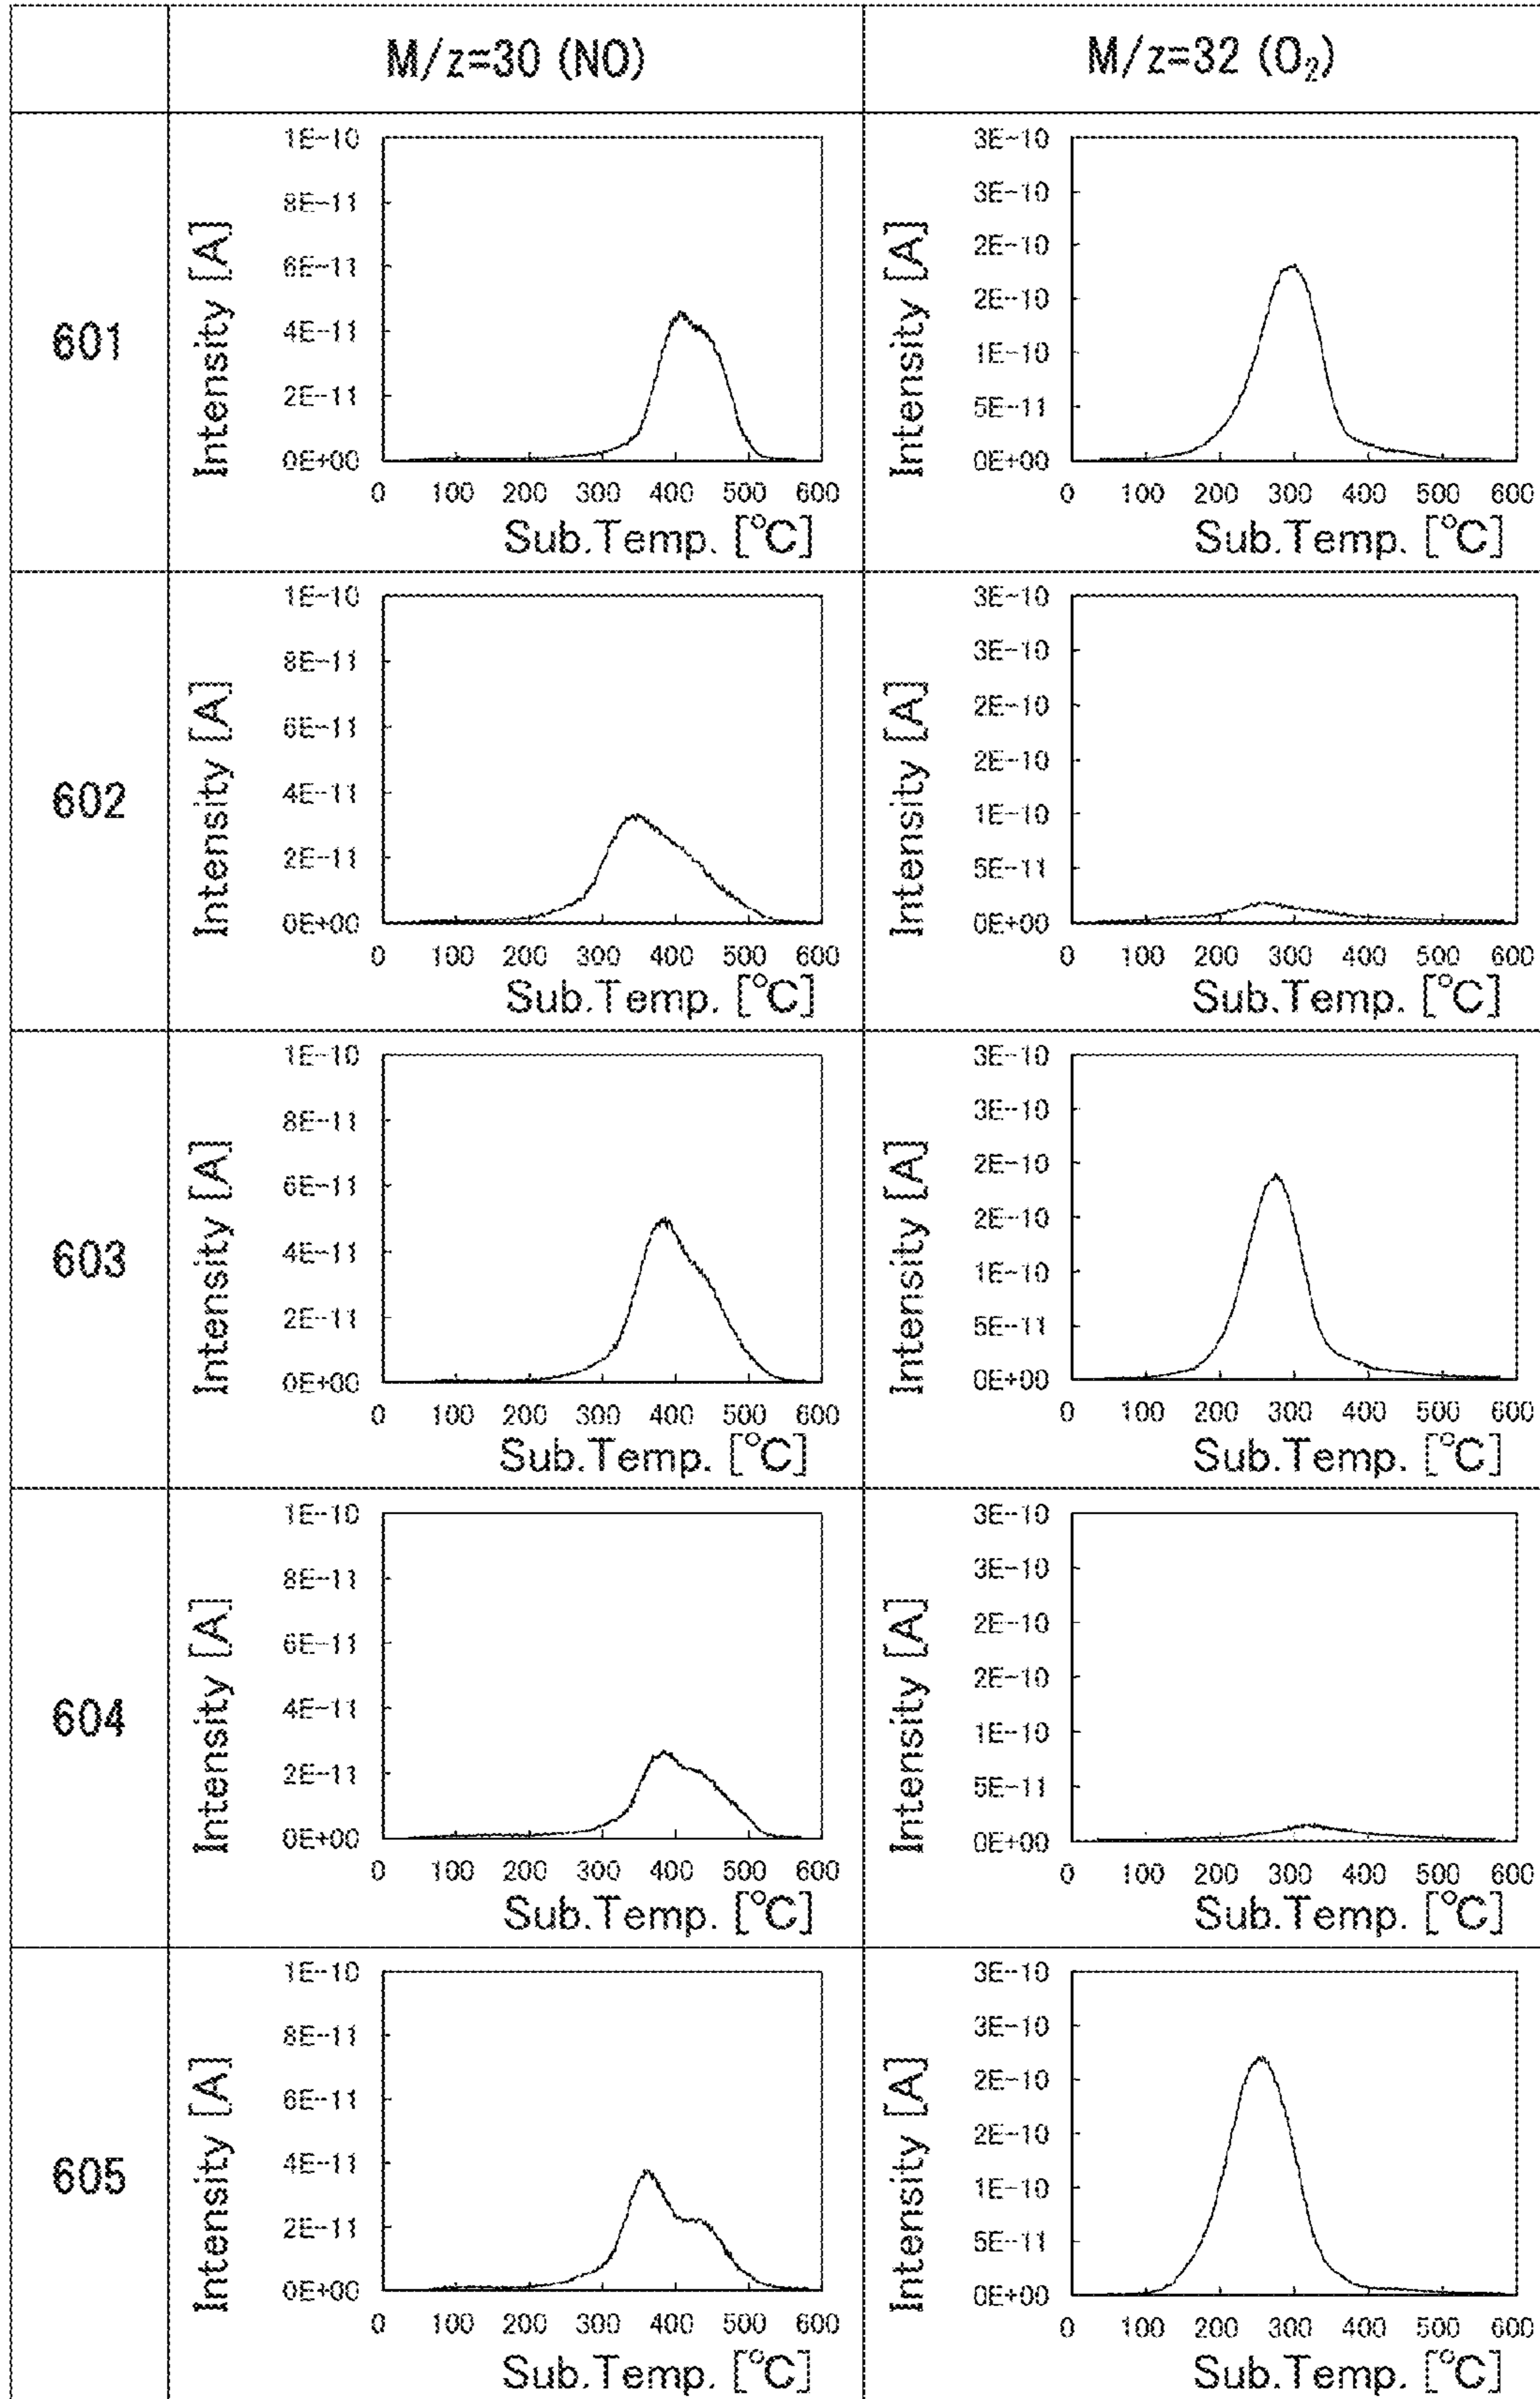 M/z=30 (NO)
M/z=32 (O₂)
601
Intensity [A]
1E-10
8E-11
6E-11
4E-11
2E-11
0E+00
0 100 200 300 400 500 600
Sub.Temp. [°C]
Intensity [A]
3E-10
3E-10
2E-10
2E-10
1E-10
5E-11
0E+00
0 100 200 300 400 500 600
Sub.Temp. [°C]
602
Intensity [A]
1E-10
8E-11
6E-11
4E-11
2E-11
0E+00
0 100 200 300 400 500 600
Sub.Temp. [°C]
Intensity [A]
3E-10
3E-10
2E-10
2E-10
1E-10
5E-11
0E+00
0 100 200 300 400 500 600
Sub.Temp. [°C]
603
Intensity [A]
1E-10
8E-11
6E-11
4E-11
2E-11
0E+00
0 100 200 300 400 500 600
Sub.Temp. [°C]
Intensity [A]
3E-10
3E-10
2E-10
2E-10
1E-10
5E-11
0E+00
0 100 200 300 400 500 600
Sub.Temp. [°C]
604
Intensity [A]
1E-10
8E-11
6E-11
4E-11
2E-11
0E+00
0 100 200 300 400 500 600
Sub.Temp. [°C]
Intensity [A]
3E-10
3E-10
2E-10
2E-10
1E-10
5E-11
0E+00
0 100 200 300 400 500 600
Sub.Temp. [°C]
605
Intensity [A]
1E-10
8E-11
6E-11
4E-11
2E-11
0E+00
0 100 200 300 400 500 600
Sub.Temp. [°C]
Intensity [A]
3E-10
3E-10
2E-10
2E-10
1E-10
5E-11
0E+00
0 100 200 300 400 500 600
Sub.Temp. [°C]